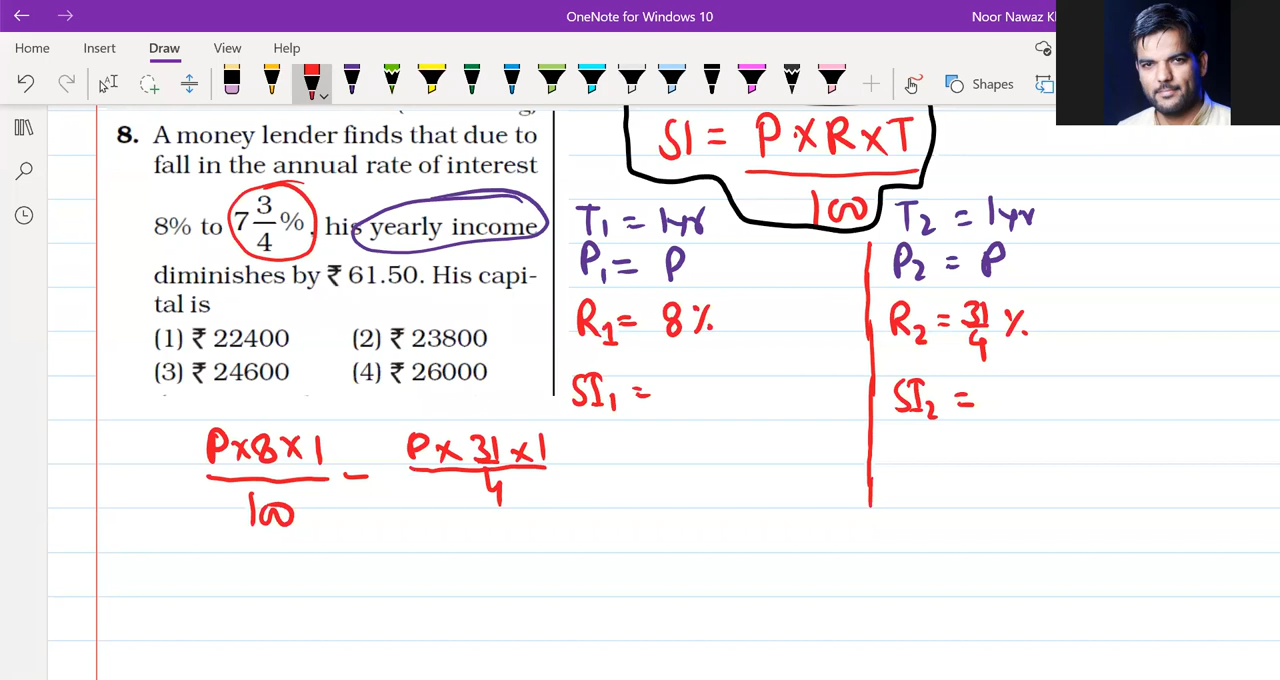 OneNote for Windows 10
Noor Nawaz Kh
Home Insert Draw View Help
Shapes
8. A money lender finds that due to
fall in the annual rate of interest
8% to 7 3/4 %, his yearly income
diminishes by ₹ 61.50. His capi-
tal is
(1) ₹ 22400 (2) ₹ 23800
(3) ₹ 24600 (4) ₹ 26000
SI = P × R × T / 100
T1 = 1yr
P1 = P
R1 = 8 %
SI1 =
T2 = 1yr
P2 = P
R2 = 31/4 %
SI2 =
P × 8 × 1 / 100 – P × 31 × 1 / 4